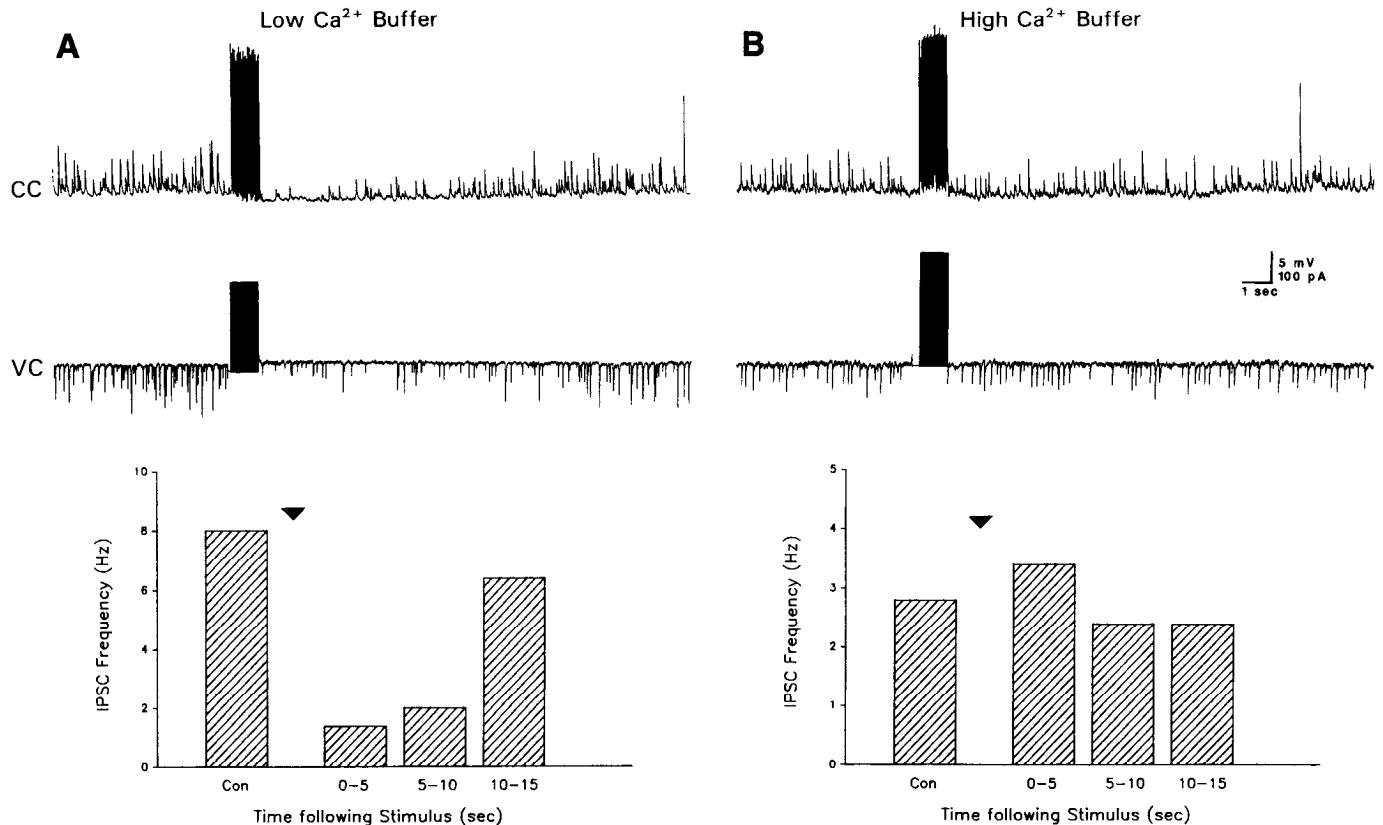 Low Ca²⁺ Buffer
A
CC
VC
10
8
6
4
2
0
IPSC Frequency (Hz)
Con
0–5
5–10
10–15
Time following Stimulus (sec)
High Ca²⁺ Buffer
B
5 mV
100 pA
1 sec
5
4
3
2
1
0
IPSC Frequency (Hz)
Con
0–5
5–10
10–15
Time following Stimulus (sec)